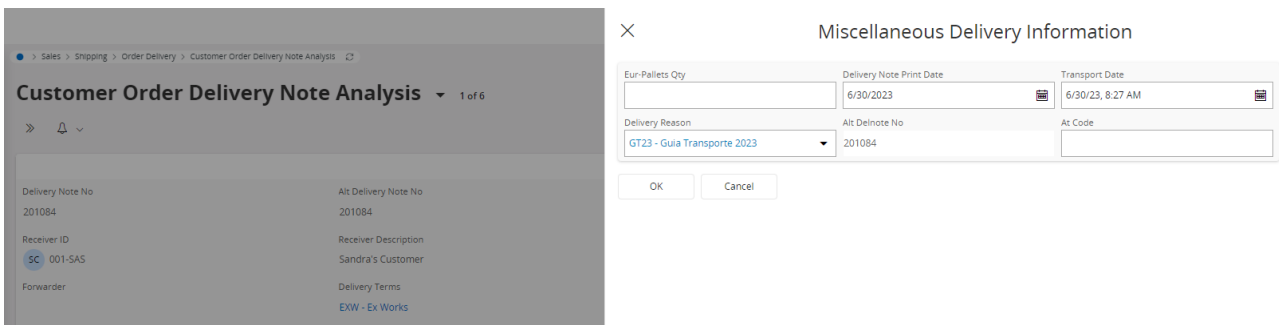 > Sales > Shipping > Order Delivery > Customer Order Delivery Note Analysis
Customer Order Delivery Note Analysis 1 of 6
Delivery Note No Alt Delivery Note No
201084 201084
Receiver ID Receiver Description
SC 001-SAS Sandra's Customer
Forwarder Delivery Terms
EXW - Ex Works
Miscellaneous Delivery Information
Eur-Pallets Qty Delivery Note Print Date Transport Date
6/30/2023 6/30/23, 8:27 AM
Delivery Reason Alt Delnote No At Code
GT23 - Guia Transporte 2023 201084
OK Cancel